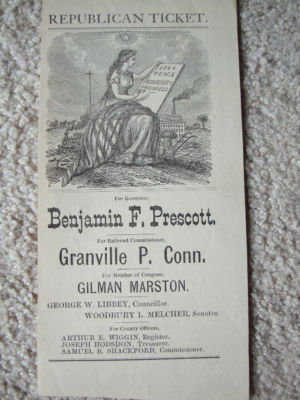 REPUBLICAN TICKET.
1877
PEACE
PROSPERITY
PROGRESS
For Governor,
Benjamin F. Prescott.
For Railroad Commissioner,
Granville P. Conn.
For Member of Congress,
GILMAN MARSTON.
GEORGE W. LIBBEY, Councillor.
WOODBURY L. MELCHER, Senator.
For County Officers,
ARTHUR E. WIGGIN, Register.
JOSEPH HODSDON, Treasurer.
SAMUEL B. SHACKFORD, Commissioner.